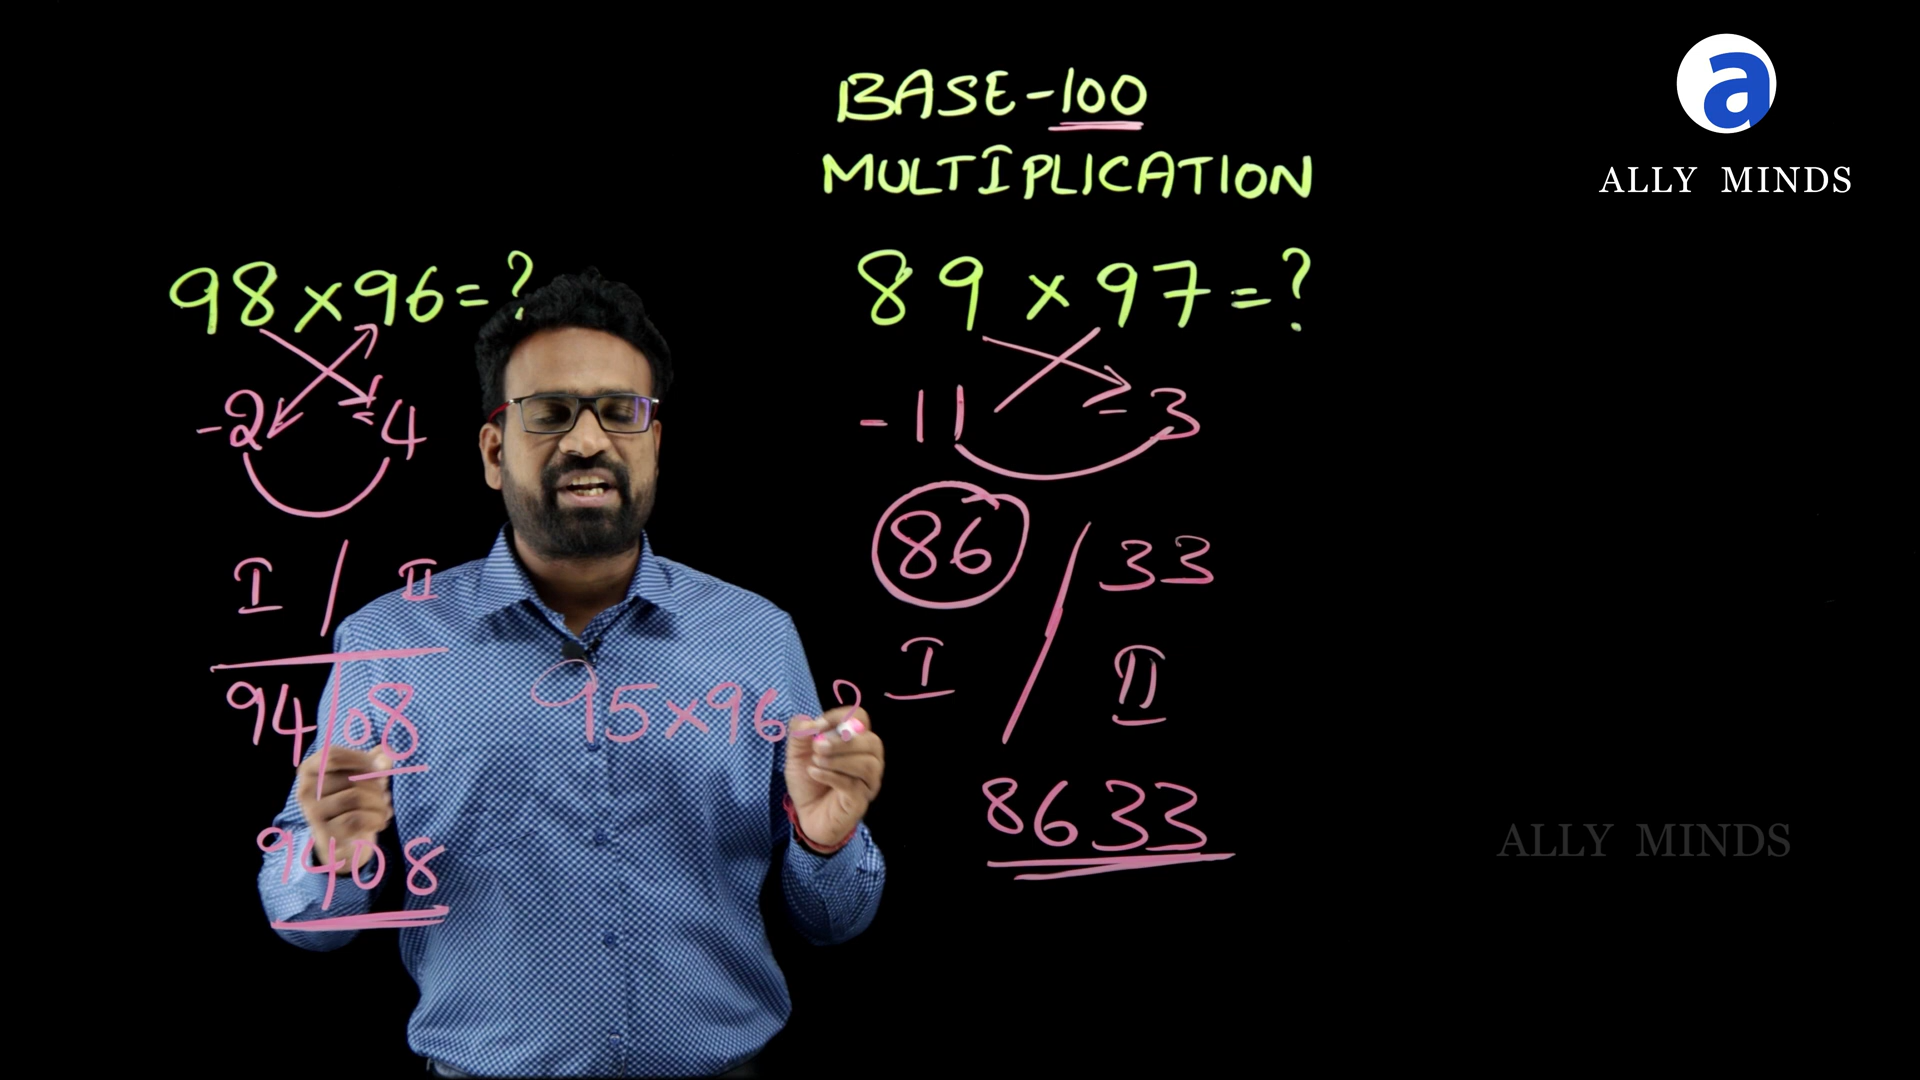 BASE-100
MULTIPLICATION
a
ALLY MINDS
98×96=?
-2 -4
I / II
94/08
9408
89×97=?
-11 -3
86 / 33
I / II
8633
95×96=?
ALLY MINDS